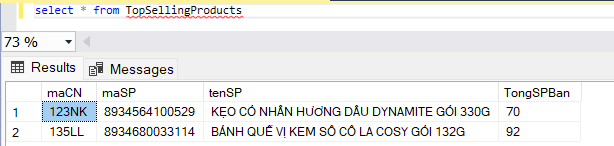 select * from TopSellingProducts
73 %
Results Messages
maCN maSP tenSP TongSPBan
1 123NK 8934564100529 KẸO CÓ NHÂN HƯƠNG DÂU DYNAMITE GÓI 330G 70
2 135LL 8934680033114 BÁNH QUẾ VỊ KEM SÔ CÔ LA COSY GÓI 132G 92